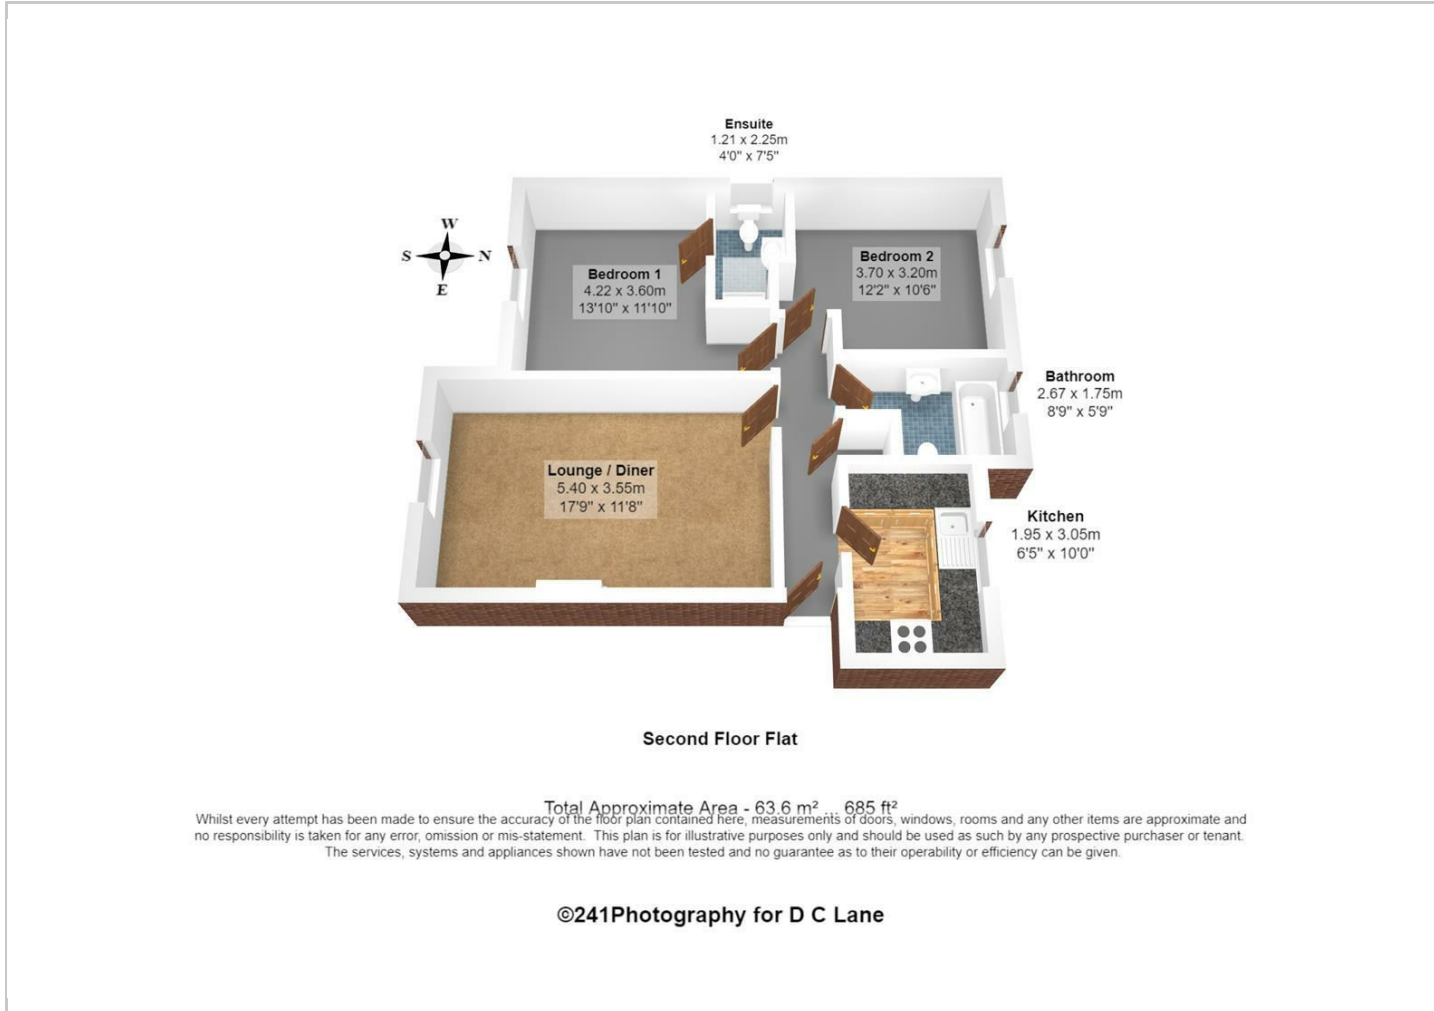 Ensuite
1.21 x 2.25m
4'0" x 7'5"
W
S N
E
Bedroom 1
4.22 x 3.60m
13'10" x 11'10"
Bedroom 2
3.70 x 3.20m
12'2" x 10'6"
Bathroom
2.67 x 1.75m
8'9" x 5'9"
Lounge / Diner
5.40 x 3.55m
17'9" x 11'8"
Kitchen
1.95 x 3.05m
6'5" x 10'0"
Second Floor Flat
Total Approximate Area - 63.6 m² ... 685 ft²
Whilst every attempt has been made to ensure the accuracy of the floor plan contained here, measurements of doors, windows, rooms and any other items are approximate and
no responsibility is taken for any error, omission or mis-statement. This plan is for illustrative purposes only and should be used as such by any prospective purchaser or tenant.
The services, systems and appliances shown have not been tested and no guarantee as to their operability or efficiency can be given.
©241Photography for D C Lane